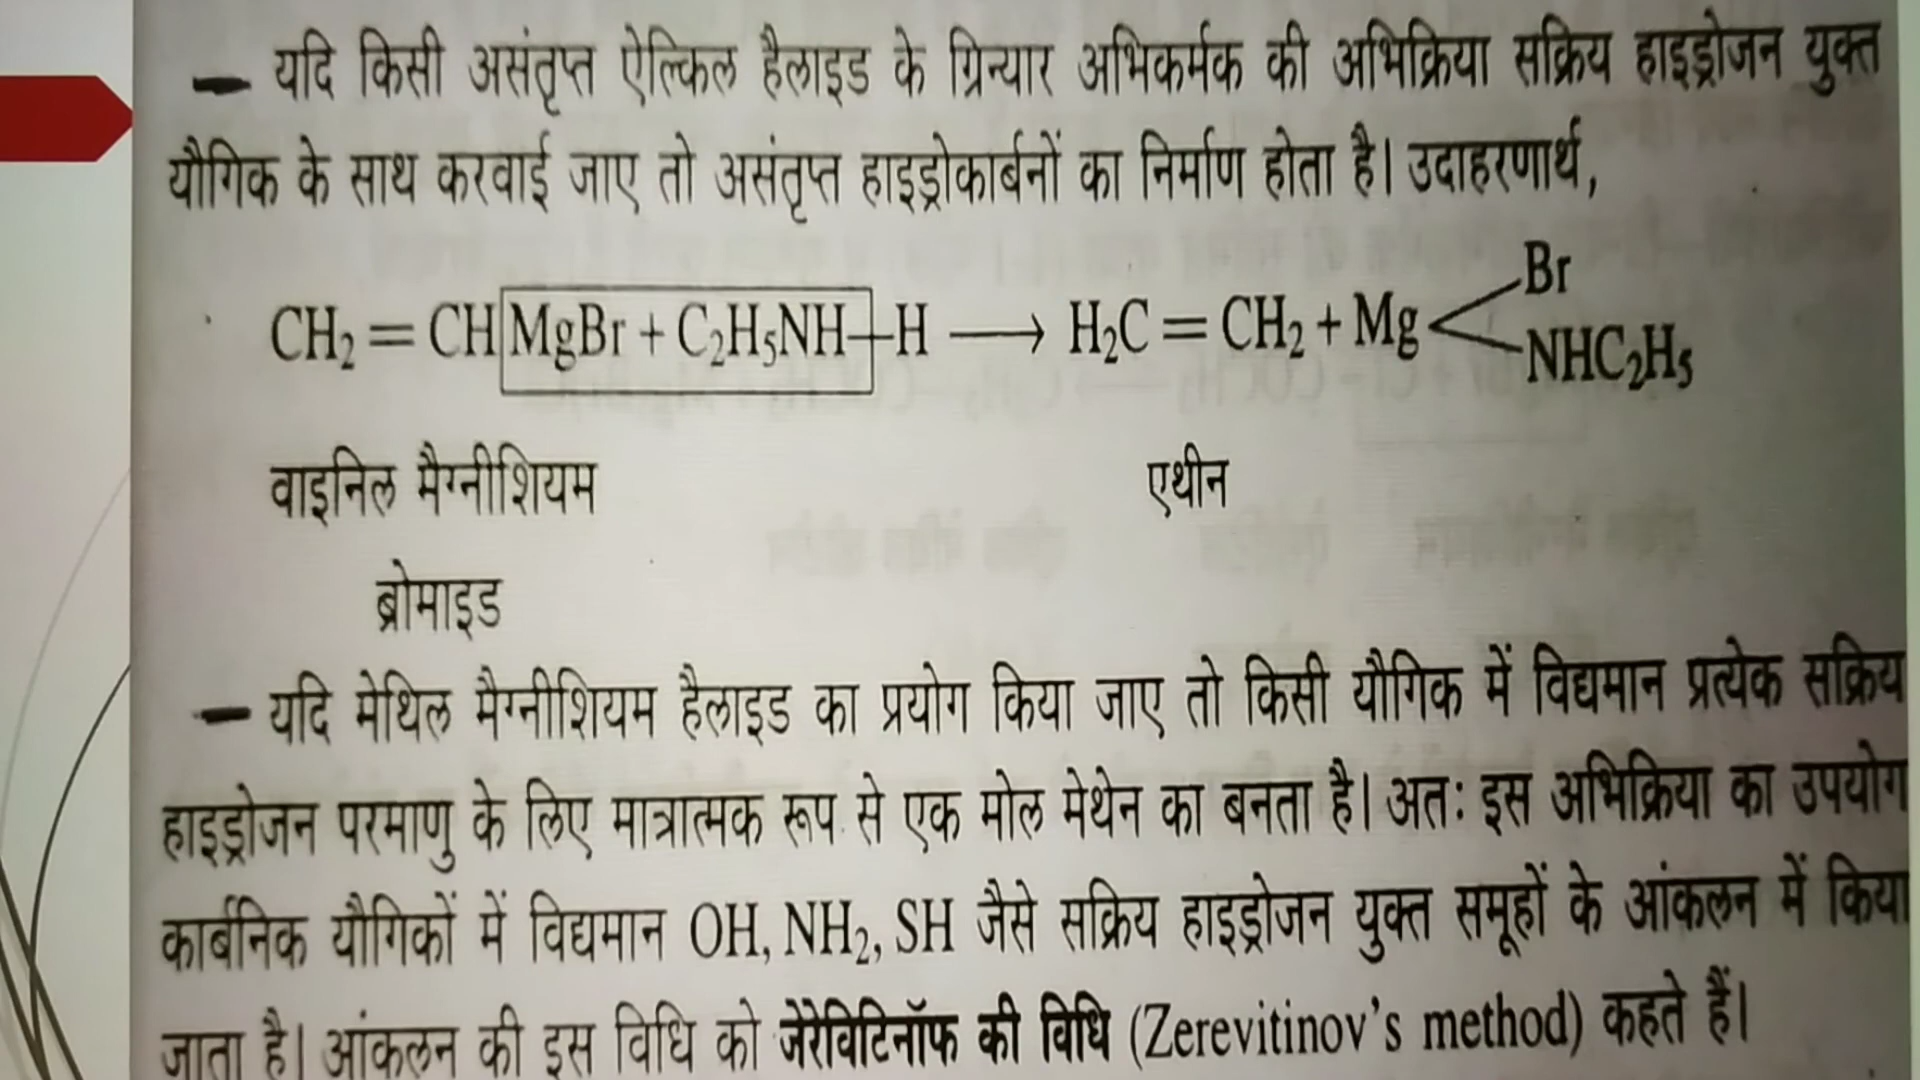 — यदि किसी असंतृप्त ऐल्किल हैलाइड के ग्रिन्यार अभिकर्मक की अभिक्रिया सक्रिय हाइड्रोजन युक्त
यौगिक के साथ करवाई जाए तो असंतृप्त हाइड्रोकार्बनों का निर्माण होता है। उदाहरणार्थ,
CH₂ = CH MgBr + C₂H₅NH—H ⟶ H₂C = CH₂ + Mg < Br NHC₂H₅
वाइनिल मैग्नीशियम एथीन
ब्रोमाइड
— यदि मेथिल मैग्नीशियम हैलाइड का प्रयोग किया जाए तो किसी यौगिक में विद्यमान प्रत्येक सक्रिय
हाइड्रोजन परमाणु के लिए मात्रात्मक रूप से एक मोल मेथेन का बनता है। अतः इस अभिक्रिया का उपयोग
कार्बनिक यौगिकों में विद्यमान OH, NH₂, SH जैसे सक्रिय हाइड्रोजन युक्त समूहों के आंकलन में किया
जाता है। आंकलन की इस विधि को जेरेविटिनॉफ की विधि (Zerevitinov's method) कहते हैं।